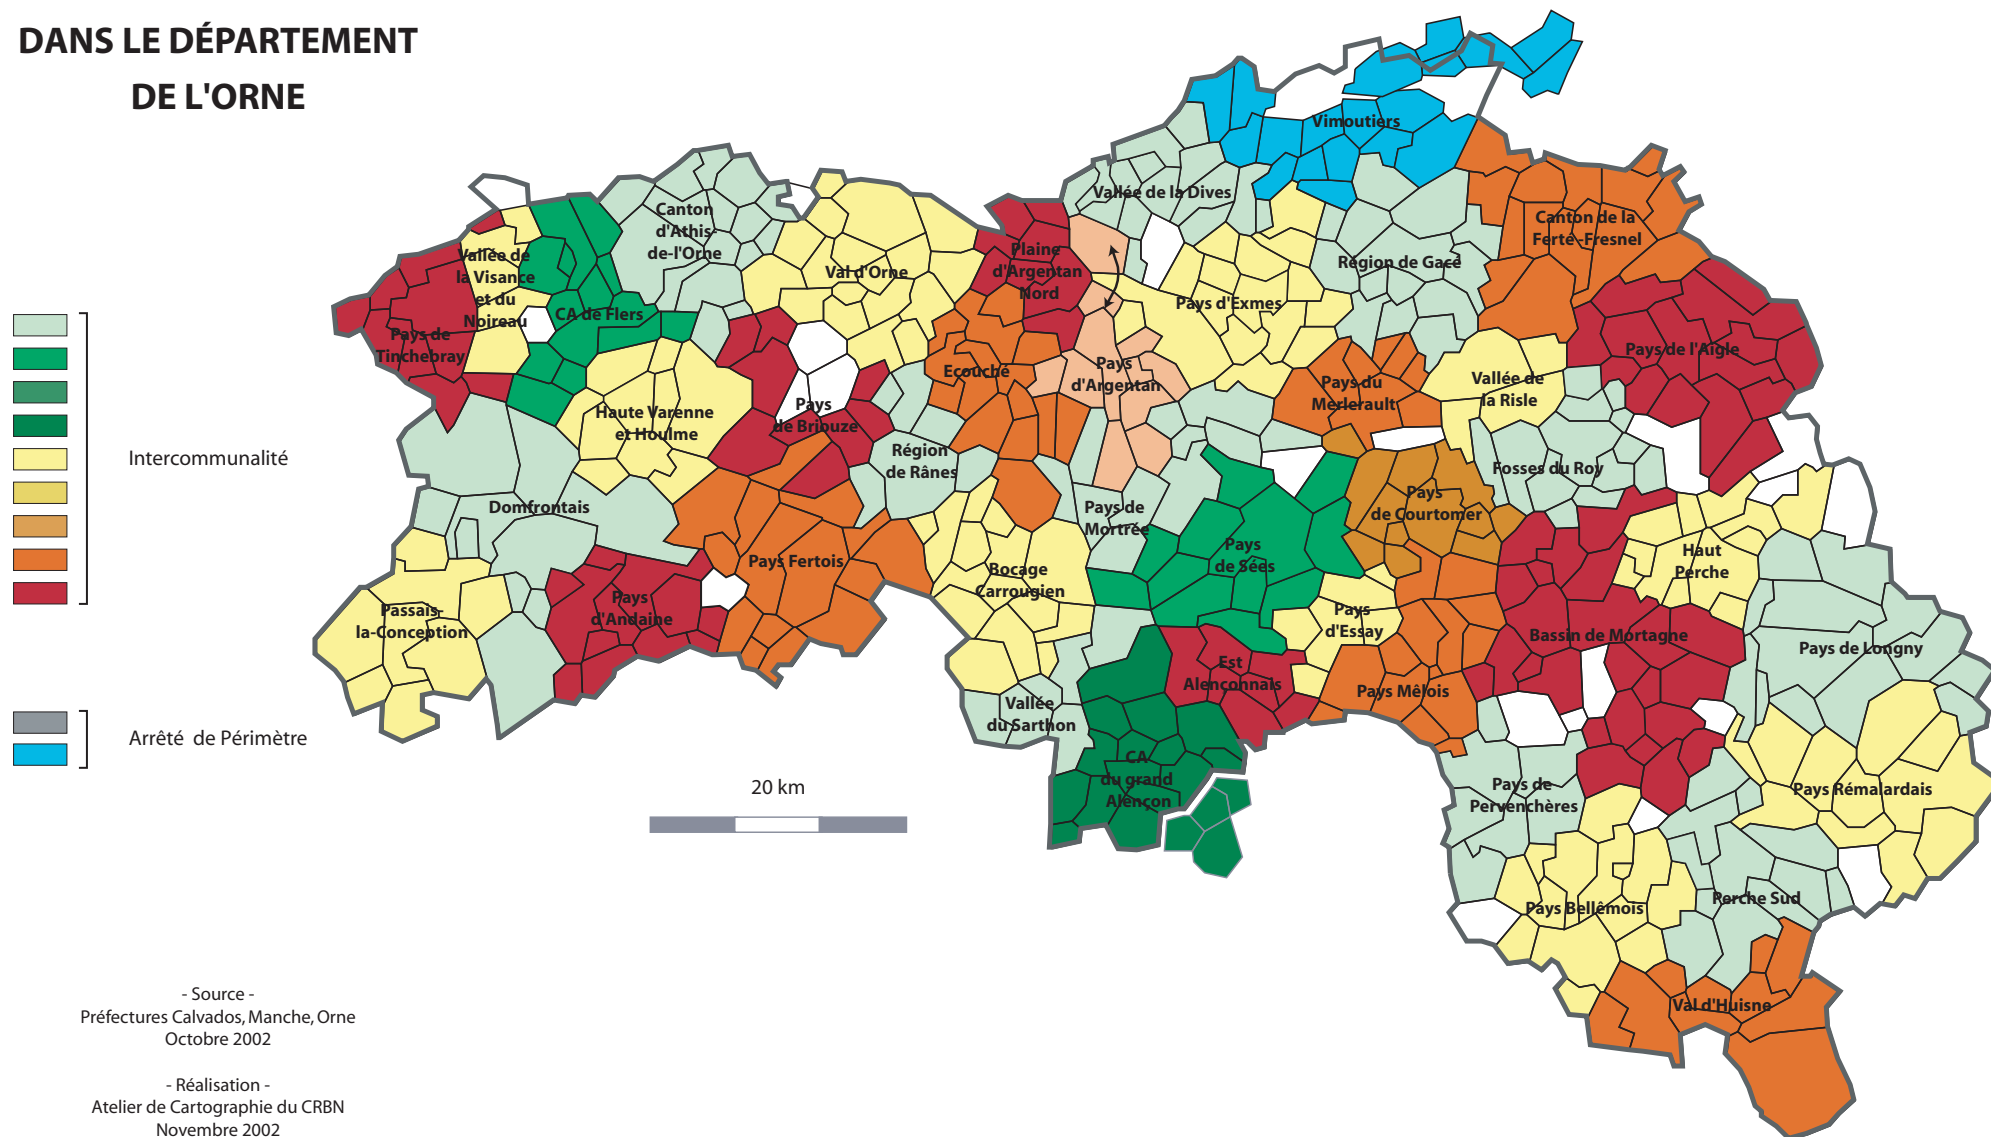 DANS LE DÉPARTEMENT
DE L'ORNE
Vimoutiers
Vallée de la Dives
Canton
d'Athis-
de-l'Orne
Canton de la
Ferté-Fresnel
Vallée de
la Visance
et du
Noireau
Plaine
d'Argentan
Nord
Val d'Orne
Région de Gacé
Pays d'Exmes
CA de Flers
Pays de
Tinchebray
Pays de l'Aigle
Ecouché
Pays
d'Argentan
Pays du
Merlerault
Vallée de
la Risle
Haute Varenne
et Houlme
Pays
de Briouze
Région
de Rânes
Fosses du Roy
Intercommunalité
Domfrontais
Pays de
Mortrée
Pays
de Courtomer
Pays
de Sées
Haut
Perche
Pays Fertois
Bocage
Carrougien
Passais-
la-Conception
Pays
d'Andaine
Pays
d'Essay
Bassin de Mortagne
Pays de Longny
Est
Alençonnais
Pays Mêlois
Vallée
du Sarthon
Arrêté de Périmètre
CA
du grand
Alençon
20 km
Pays de
Pervenchères
Pays Rémalardais
Pays Bellêmois
Perche Sud
Val d'Huisne
- Source -
Préfectures Calvados, Manche, Orne
Octobre 2002
- Réalisation -
Atelier de Cartographie du CRBN
Novembre 2002